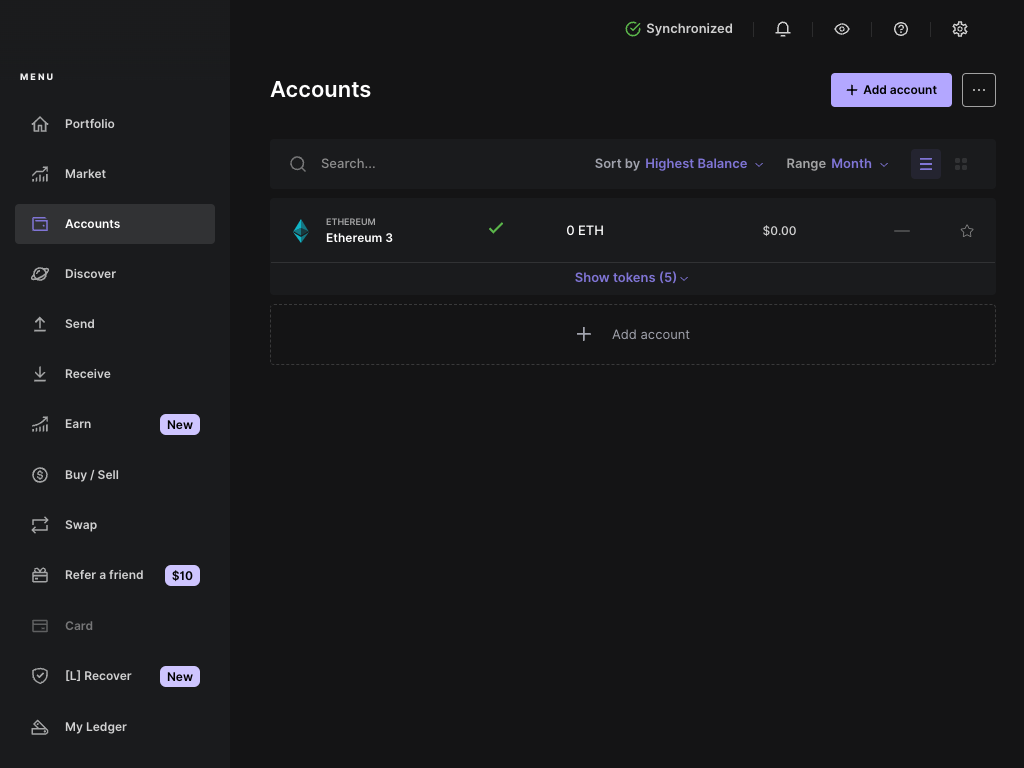 Synchronized
MENU
Portfolio
Market
Accounts
Discover
Send
Receive
Earn New
Buy / Sell
Swap
Refer a friend $10
Card
[L] Recover New
My Ledger
Accounts
+ Add account
Search...
Sort by Highest Balance
Range Month
ETHEREUM
Ethereum 3
0 ETH
$0.00
—
Show tokens (5)
Add account